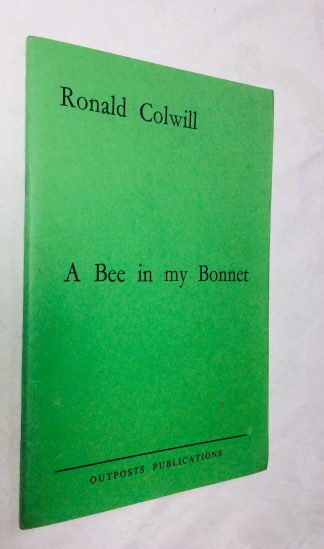 Ronald Colwill
A Bee in my Bonnet
OUTPOSTS PUBLICATIONS